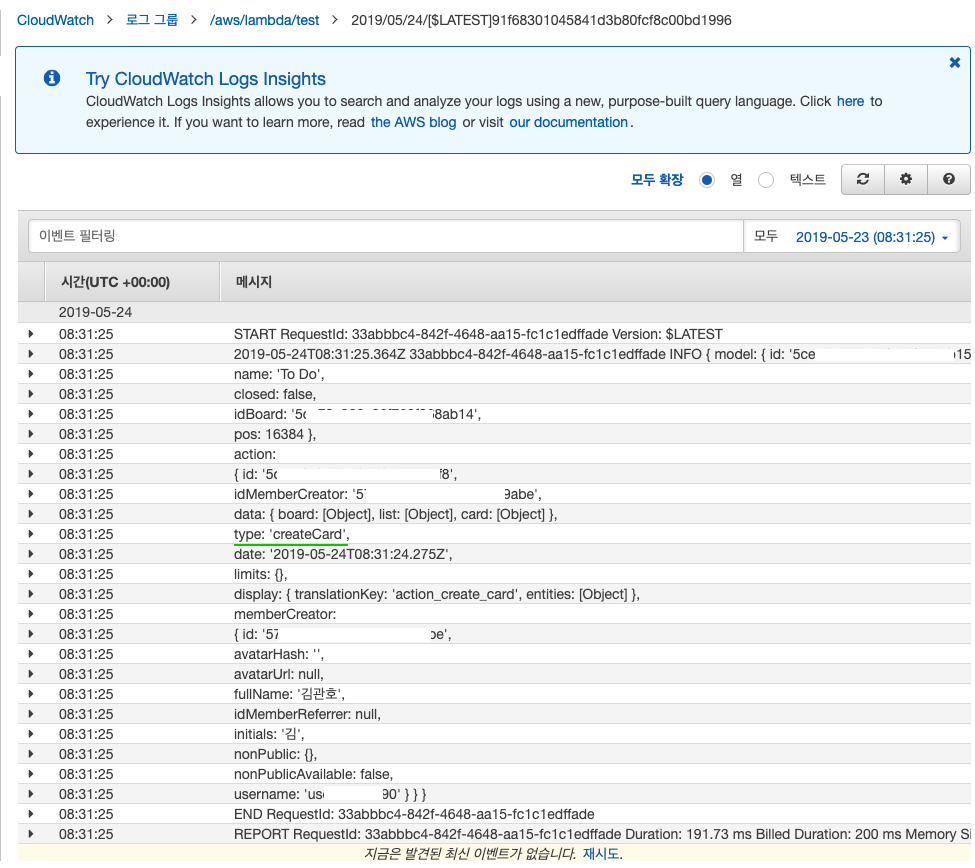 CloudWatch > 로그 그룹 > /aws/lambda/test > 2019/05/24/[$LATEST]91f68301045841d3b80fcf8c00bd1996
Try CloudWatch Logs Insights
CloudWatch Logs Insights allows you to search and analyze your logs using a new, purpose-built query language. Click here to
experience it. If you want to learn more, read the AWS blog or visit our documentation.
모두 확장 열 텍스트
이벤트 필터링 모두 2019-05-23 (08:31:25)
시간(UTC +00:00) 메시지
2019-05-24
08:31:25 START RequestId: 33abbbc4-842f-4648-aa15-fc1c1edffade Version: $LATEST
08:31:25 2019-05-24T08:31:25.364Z 33abbbc4-842f-4648-aa15-fc1c1edffade INFO { model: { id: '5ce
08:31:25 name: 'To Do',
08:31:25 closed: false,
08:31:25 idBoard: 8ab14',
08:31:25 pos: 16384 },
08:31:25 action:
08:31:25 { id: f8',
08:31:25 idMemberCreator: '57 9abe',
08:31:25 data: { board: [Object], list: [Object], card: [Object] },
08:31:25 type: 'createCard',
08:31:25 date: '2019-05-24T08:31:24.275Z',
08:31:25 limits: {},
08:31:25 display: { translationKey: 'action_create_card', entities: [Object] },
08:31:25 memberCreator:
08:31:25 { id: '57 be',
08:31:25 avatarHash: '',
08:31:25 avatarUrl: null,
08:31:25 fullName: '김관호',
08:31:25 idMemberReferrer: null,
08:31:25 initials: '김',
08:31:25 nonPublic: {},
08:31:25 nonPublicAvailable: false,
08:31:25 username: 90' } } }
08:31:25 END RequestId: 33abbbc4-842f-4648-aa15-fc1c1edffade
08:31:25 REPORT RequestId: 33abbbc4-842f-4648-aa15-fc1c1edffade Duration: 191.73 ms Billed Duration: 200 ms Memory
지금은 발견된 최신 이벤트가 없습니다. 재시도.